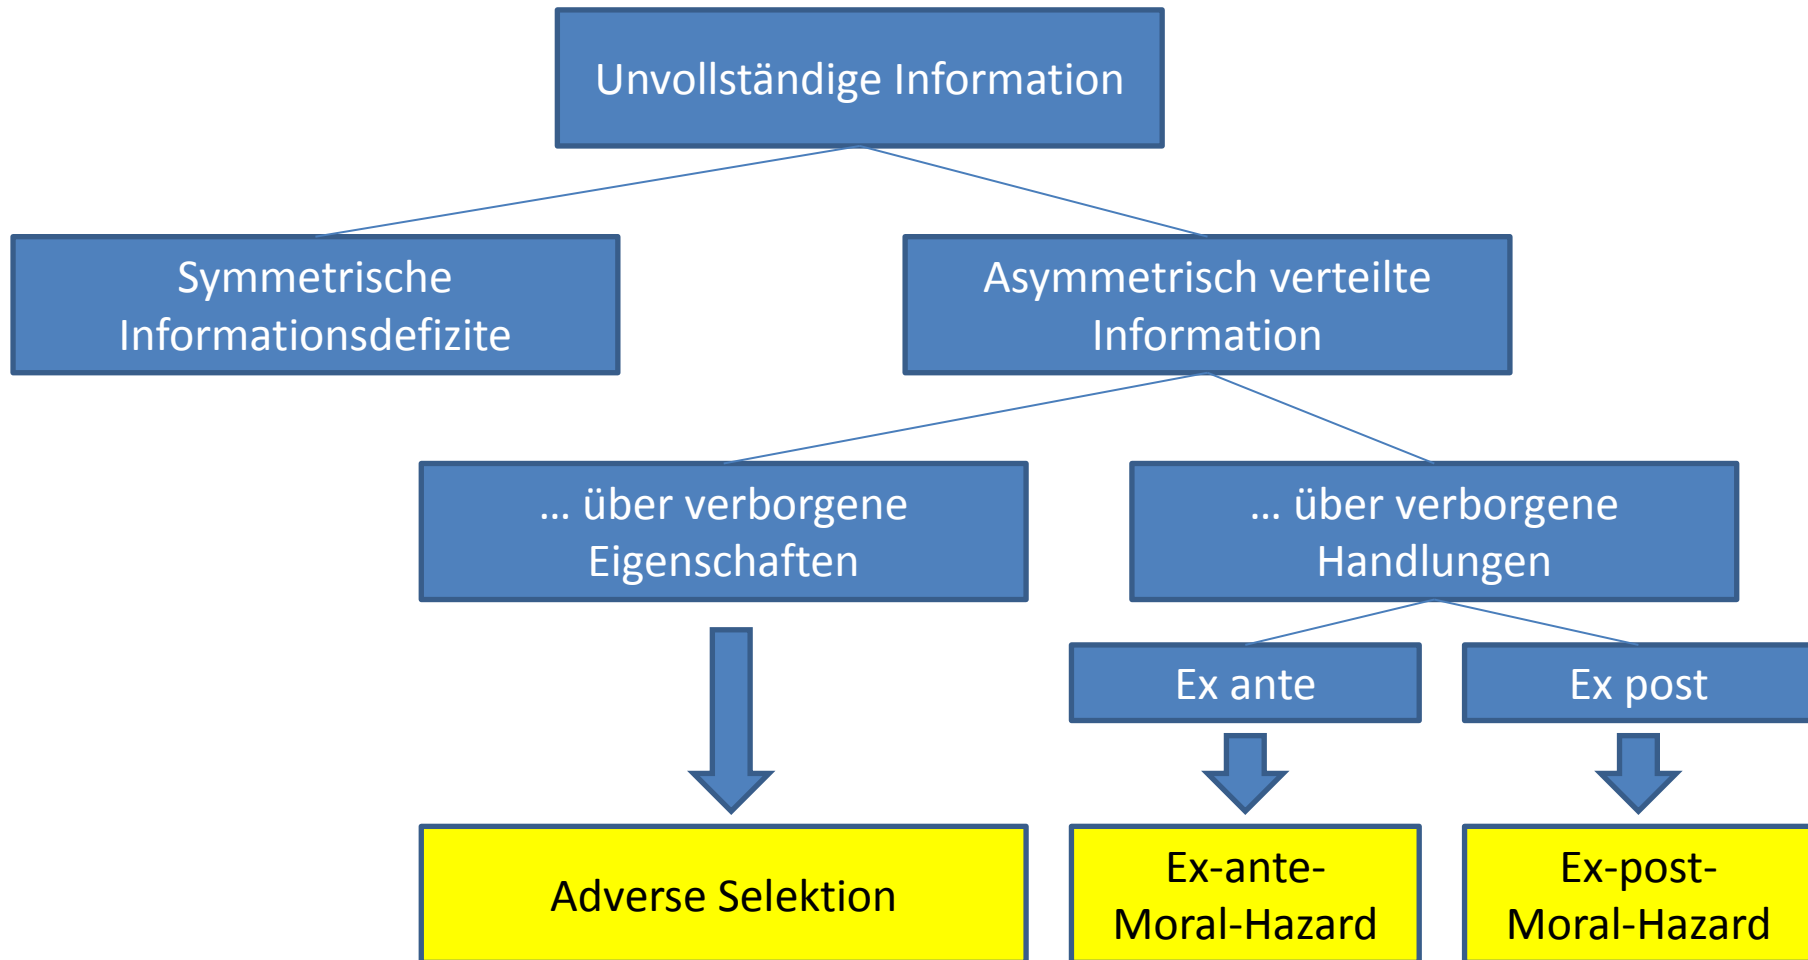 Unvollständige Information
Symmetrische
Informationsdefizite
Asymmetrisch verteilte
Information
... über verborgene
Eigenschaften
... über verborgene
Handlungen
Ex ante
Ex post
Adverse Selektion
Ex-ante-
Moral-Hazard
Ex-post-
Moral-Hazard